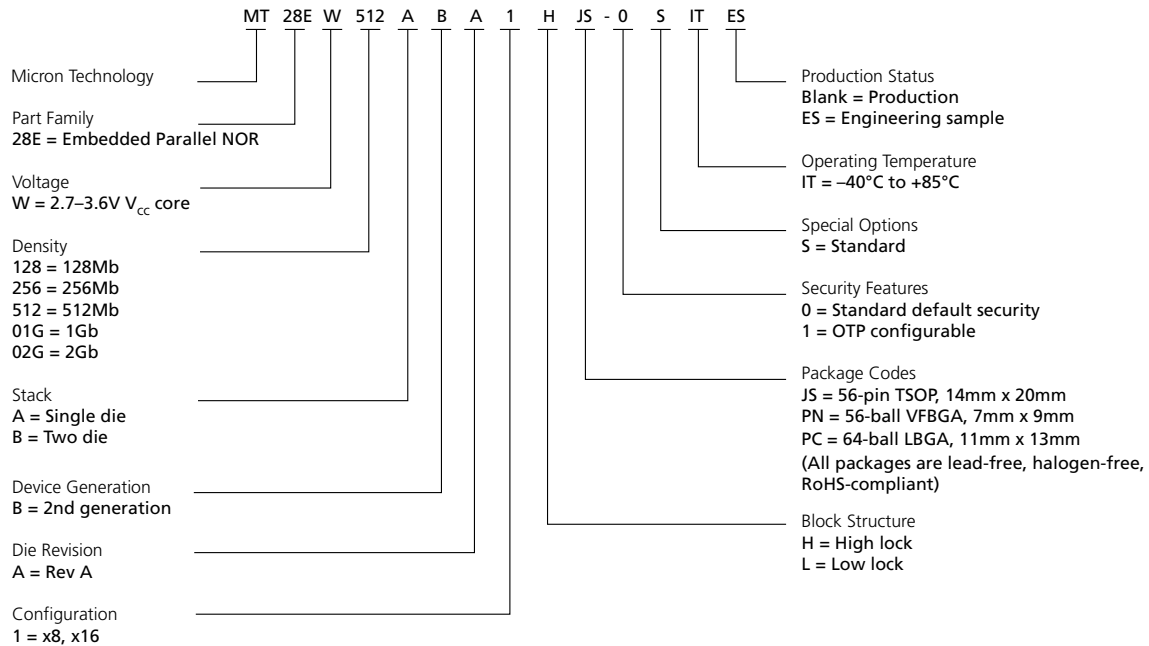 MT 28E W 512 A B A 1 H JS - 0 S IT ES
Micron Technology
Part Family
28E = Embedded Parallel NOR
Voltage
W = 2.7–3.6V Vcc core
Density
128 = 128Mb
256 = 256Mb
512 = 512Mb
01G = 1Gb
02G = 2Gb
Stack
A = Single die
B = Two die
Device Generation
B = 2nd generation
Die Revision
A = Rev A
Configuration
1 = x8, x16
Production Status
Blank = Production
ES = Engineering sample
Operating Temperature
IT = –40°C to +85°C
Special Options
S = Standard
Security Features
0 = Standard default security
1 = OTP configurable
Package Codes
JS = 56-pin TSOP, 14mm x 20mm
PN = 56-ball VFBGA, 7mm x 9mm
PC = 64-ball LBGA, 11mm x 13mm
(All packages are lead-free, halogen-free,
RoHS-compliant)
Block Structure
H = High lock
L = Low lock